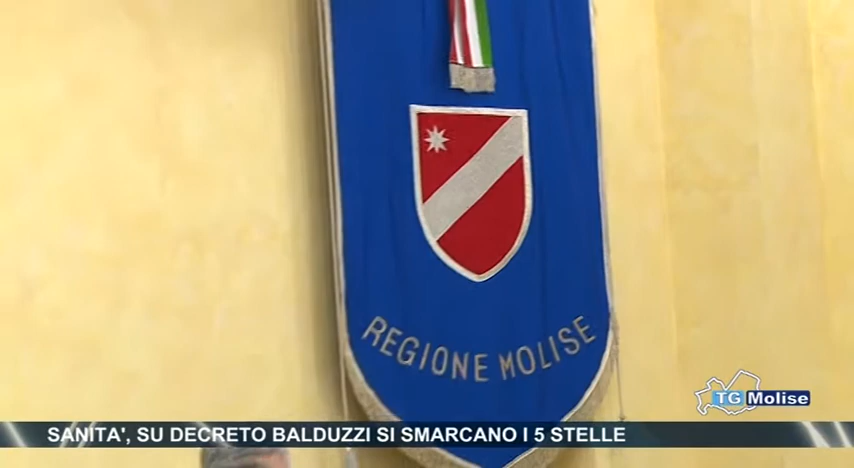 REGIONE MOLISE
TG Molise
SANITA', SU DECRETO BALDUZZI SI SMARCANO I 5 STELLE